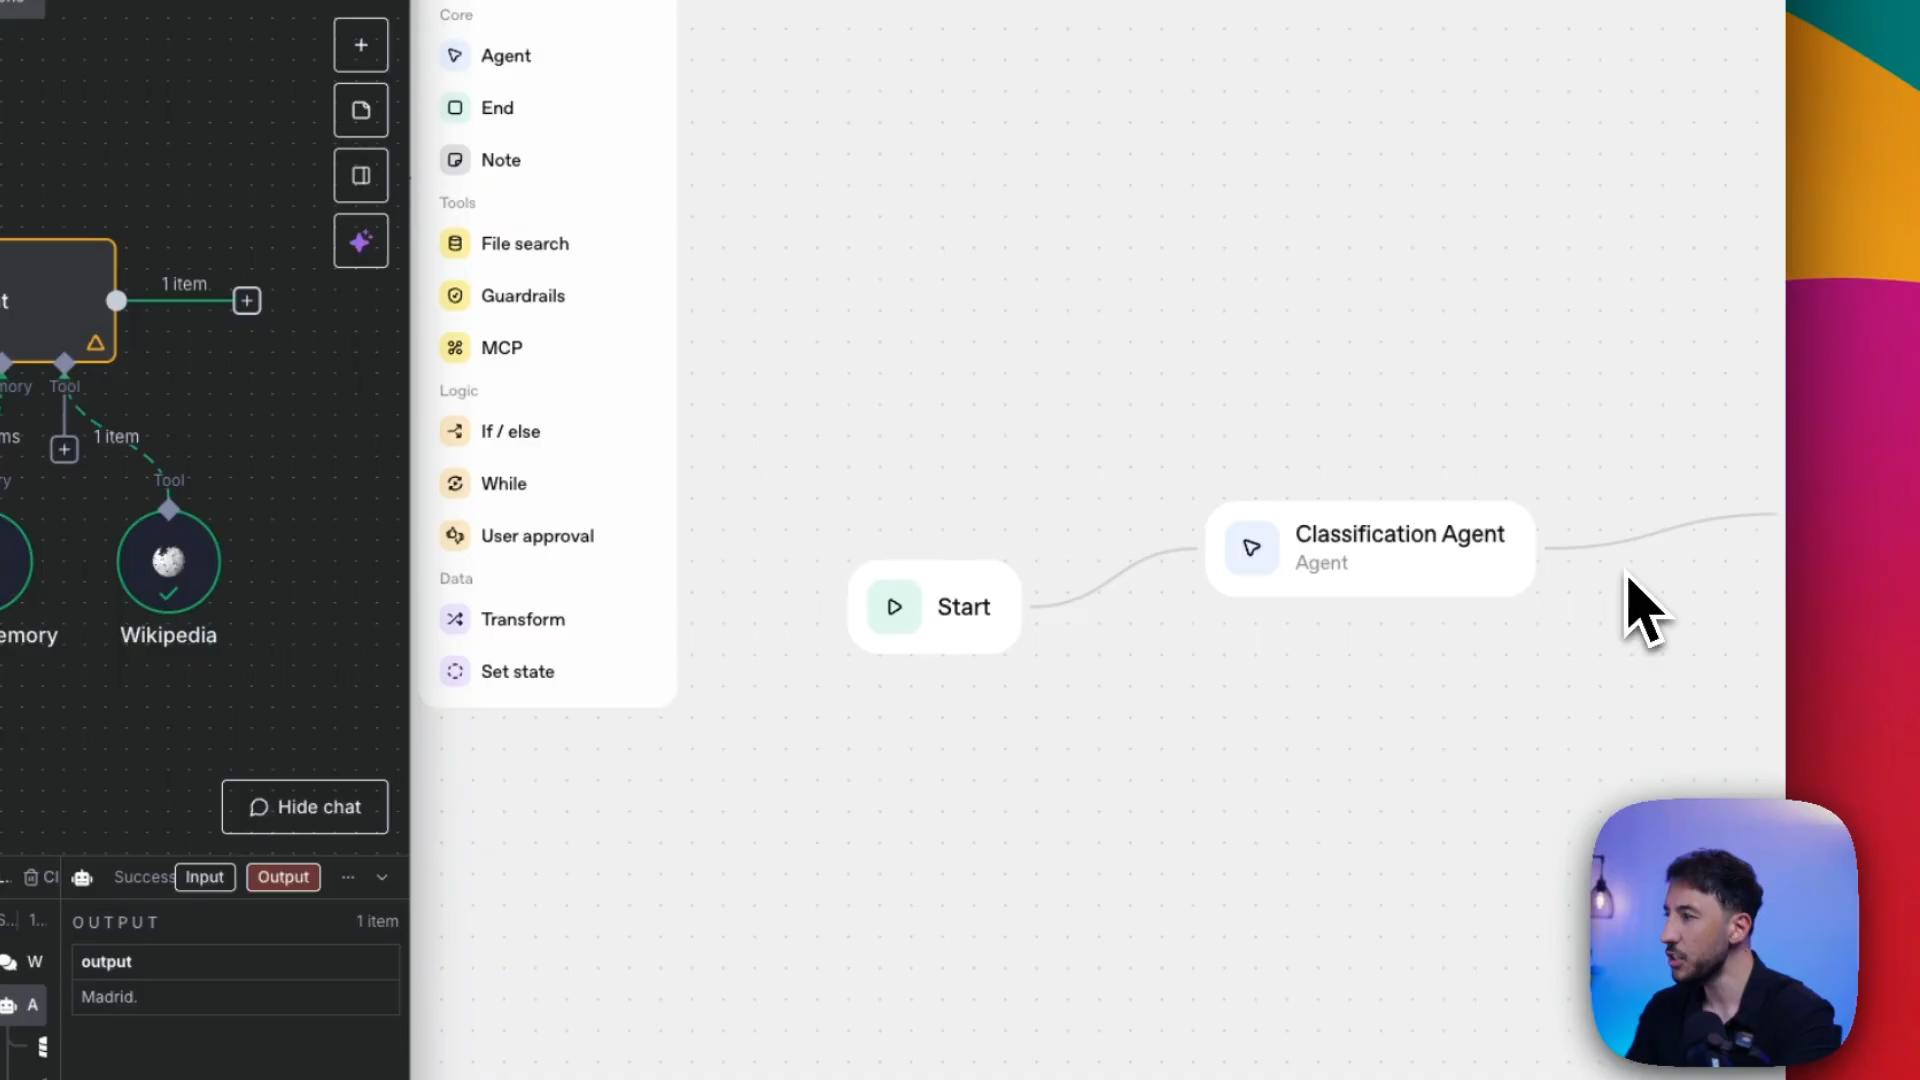 1 item
Tool
1 item
Tool
Wikipedia
Hide chat
Success
Input
Output
...
OUTPUT
1 item
output
Madrid.
W
A
Core
Agent
End
Note
Tools
File search
Guardrails
MCP
Logic
If / else
While
User approval
Data
Transform
Set state
Start
Classification Agent
Agent